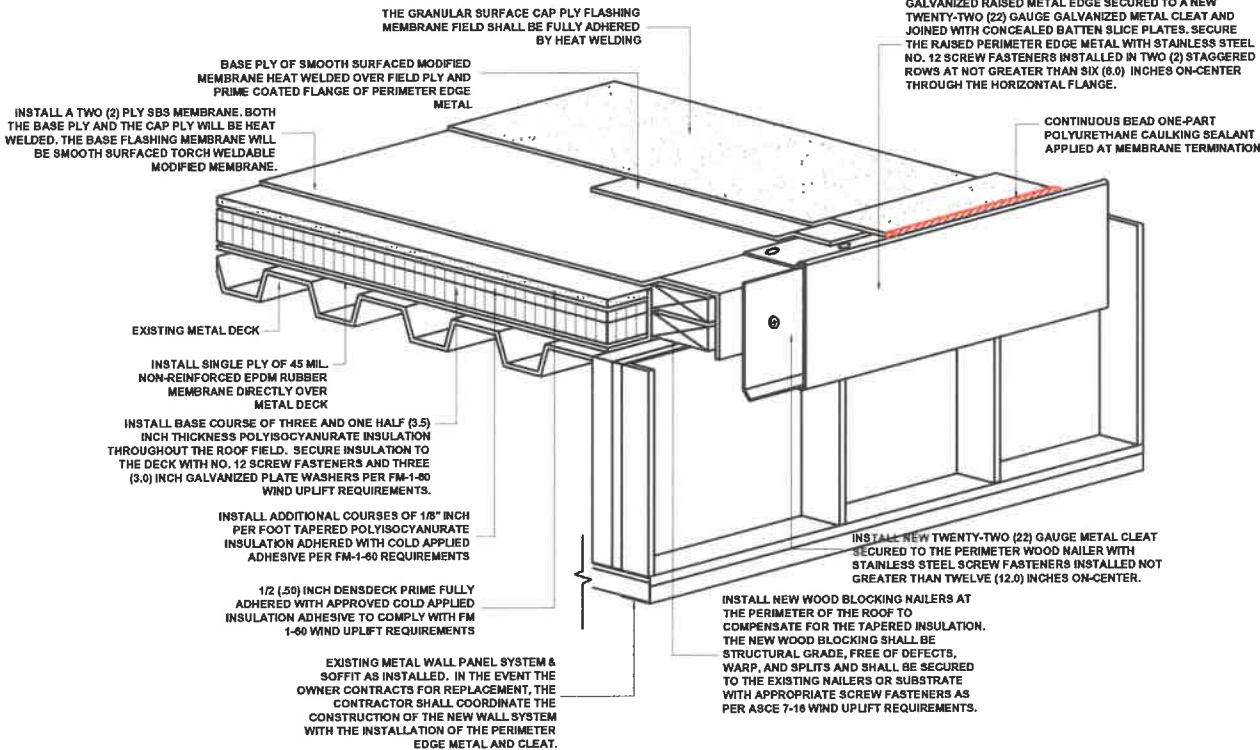 THE GRANULAR SURFACE CAP PLY FLASHING
MEMBRANE FIELD SHALL BE FULLY ADHERED
BY HEAT WELDING
BASE PLY OF SMOOTH SURFACED MODIFIED
MEMBRANE HEAT WELDED OVER FIELD PLY AND
PRIME COATED FLANGE OF PERIMETER EDGE
METAL
INSTALL A TWO (2) PLY SBS MEMBRANE. BOTH
THE BASE PLY AND THE CAP PLY WILL BE HEAT
WELDED. THE BASE FLASHING MEMBRANE WILL
BE SMOOTH SURFACED TORCH WELDABLE
MODIFIED MEMBRANE.
GALVANIZED RAISED METAL EDGE SECURED TO A NEW
TWENTY-TWO (22) GAUGE GALVANIZED METAL CLEAT AND
JOINED WITH CONCEALED BATTEN SLICE PLATES. SECURE
THE RAISED PERIMETER EDGE METAL WITH STAINLESS STEEL
NO. 12 SCREW FASTENERS INSTALLED IN TWO (2) STAGGERED
ROWS AT NOT GREATER THAN SIX (6.0) INCHES ON-CENTER
THROUGH THE HORIZONTAL FLANGE.
CONTINUOUS BEAD ONE-PART
POLYURETHANE CAULKING SEALANT
APPLIED AT MEMBRANE TERMINATION
EXISTING METAL DECK
INSTALL SINGLE PLY OF 45 MIL.
NON-REINFORCED EPDM RUBBER
MEMBRANE DIRECTLY OVER
METAL DECK
INSTALL BASE COURSE OF THREE AND ONE HALF (3.5)
INCH THICKNESS POLYISOCYANURATE INSULATION
THROUGHOUT THE ROOF FIELD. SECURE INSULATION TO
THE DECK WITH NO. 12 SCREW FASTENERS AND THREE
(3.0) INCH GALVANIZED PLATE WASHERS PER FM-1-60
WIND UPLIFT REQUIREMENTS.
INSTALL ADDITIONAL COURSES OF 1/8" INCH
PER FOOT TAPERED POLYISOCYANURATE
INSULATION ADHERED WITH COLD APPLIED
ADHESIVE PER FM-1-60 REQUIREMENTS
1/2 (.50) INCH DENSDECK PRIME FULLY
ADHERED WITH APPROVED COLD APPLIED
INSULATION ADHESIVE TO COMPLY WITH FM
1-60 WIND UPLIFT REQUIREMENTS
EXISTING METAL WALL PANEL SYSTEM &
SOFFIT AS INSTALLED. IN THE EVENT THE
OWNER CONTRACTS FOR REPLACEMENT, THE
CONTRACTOR SHALL COORDINATE THE
CONSTRUCTION OF THE NEW WALL SYSTEM
WITH THE INSTALLATION OF THE PERIMETER
EDGE METAL AND CLEAT.
INSTALL NEW TWENTY-TWO (22) GAUGE METAL CLEAT
SECURED TO THE PERIMETER WOOD NAILER WITH
STAINLESS STEEL SCREW FASTENERS INSTALLED NOT
GREATER THAN TWELVE (12.0) INCHES ON-CENTER.
INSTALL NEW WOOD BLOCKING NAILERS AT
THE PERIMETER OF THE ROOF TO
COMPENSATE FOR THE TAPERED INSULATION.
THE NEW WOOD BLOCKING SHALL BE
STRUCTURAL GRADE, FREE OF DEFECTS,
WARP, AND SPLITS AND SHALL BE SECURED
TO THE EXISTING NAILERS OR SUBSTRATE
WITH APPROPRIATE SCREW FASTENERS AS
PER ASCE 7-16 WIND UPLIFT REQUIREMENTS.